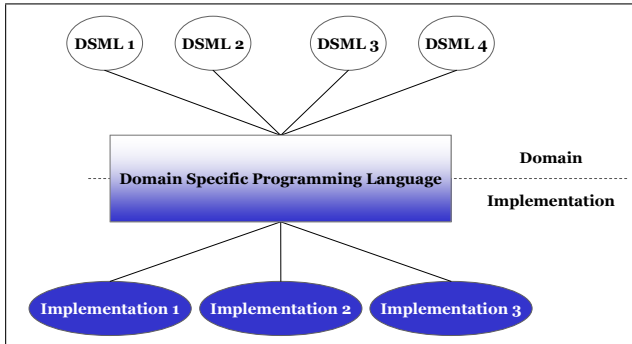 DSML 1
DSML 2
DSML 3
DSML 4
Domain Specific Programming Language
Domain
Implementation
Implementation 1
Implementation 2
Implementation 3